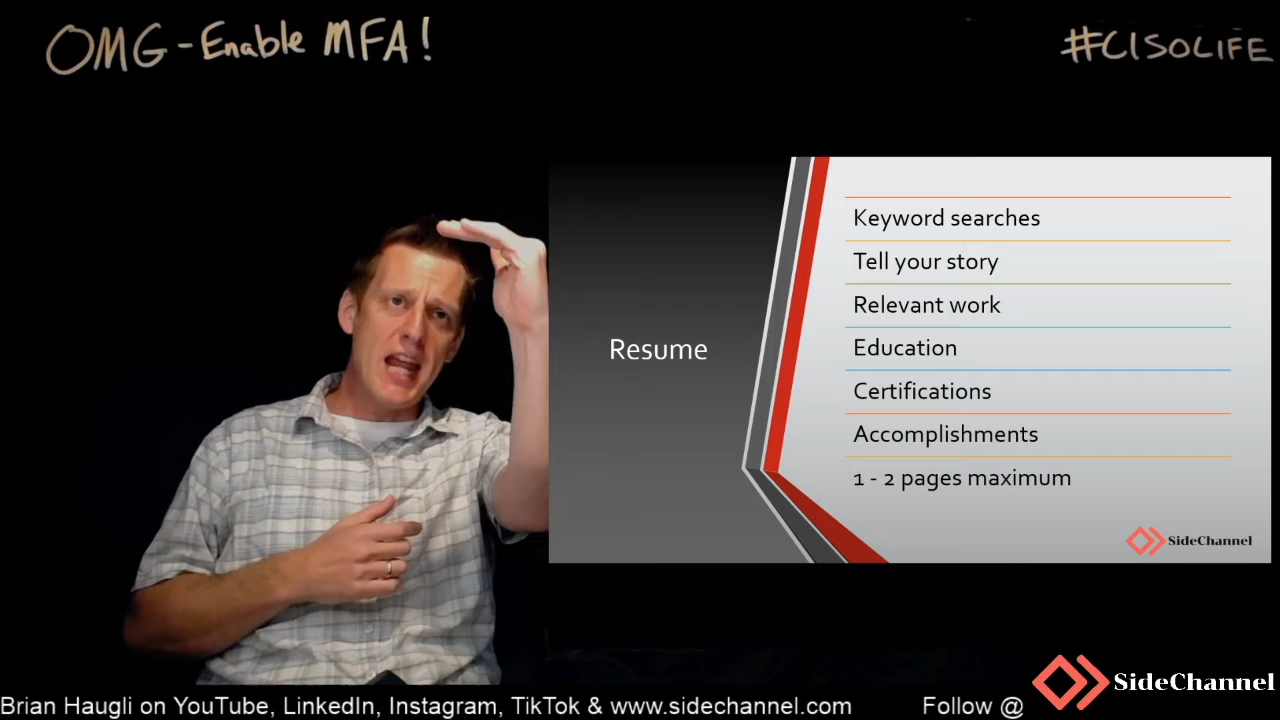 OMG-Enable MFA!
#CISOLIFE
Resume
Keyword searches
Tell your story
Relevant work
Education
Certifications
Accomplishments
1 - 2 pages maximum
SideChannel
SideChannel
Brian Haugli on YouTube, LinkedIn, Instagram, TikTok & www.sidechannel.com
Follow @